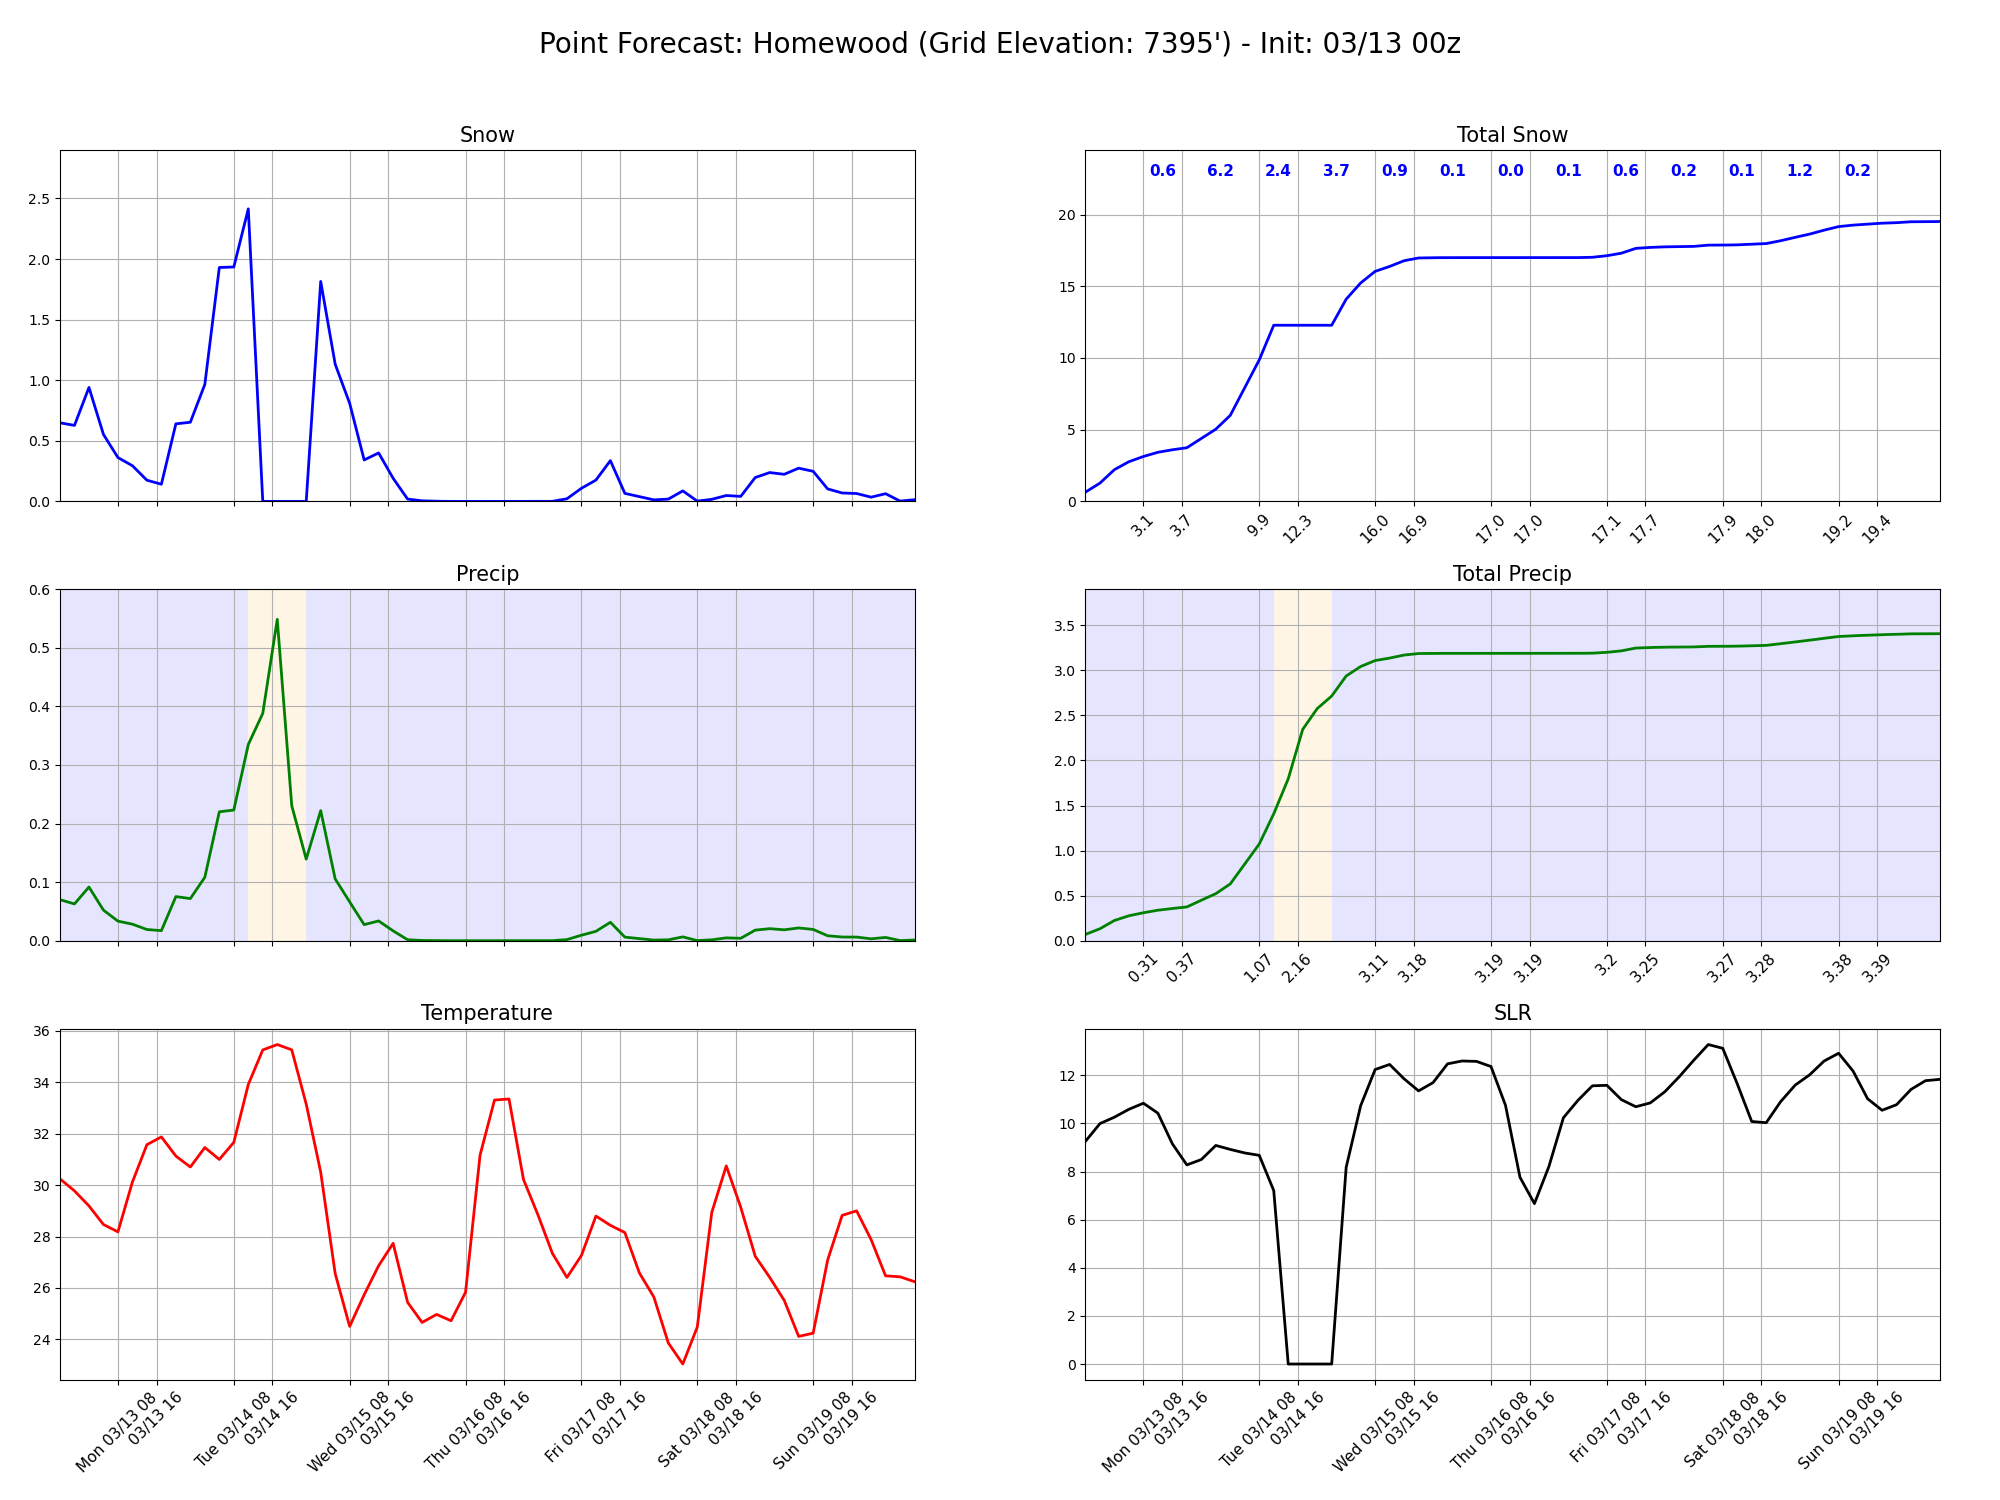 Point Forecast: Homewood (Grid Elevation: 7395') - Init: 03/13 00z
Snow
2.5
2.0
1.5
1.0
0.5
0.0
Total Snow
0.6 6.2 2.4 3.7 0.9 0.1 0.0 0.1 0.6 0.2 0.1 1.2 0.2
20
15
10
5
0
3.1 3.7 9.9 12.3 16.0 16.9 17.0 17.0 17.1 17.7 17.9 18.0 19.2 19.4
Precip
0.6
0.5
0.4
0.3
0.2
0.1
0.0
Total Precip
3.5
3.0
2.5
2.0
1.5
1.0
0.5
0.0
0.31 0.37 1.07 2.16 3.11 3.18 3.19 3.19 3.2 3.25 3.27 3.28 3.38 3.39
Temperature
36
34
32
30
28
26
24
Mon 03/13 08
03/13 16
Tue 03/14 08
03/14 16
Wed 03/15 08
03/15 16
Thu 03/16 08
03/16 16
Fri 03/17 08
03/17 16
Sat 03/18 08
03/18 16
Sun 03/19 08
03/19 16
SLR
12
10
8
6
4
2
0
Mon 03/13 08
03/13 16
Tue 03/14 08
03/14 16
Wed 03/15 08
03/15 16
Thu 03/16 08
03/16 16
Fri 03/17 08
03/17 16
Sat 03/18 08
03/18 16
Sun 03/19 08
03/19 16